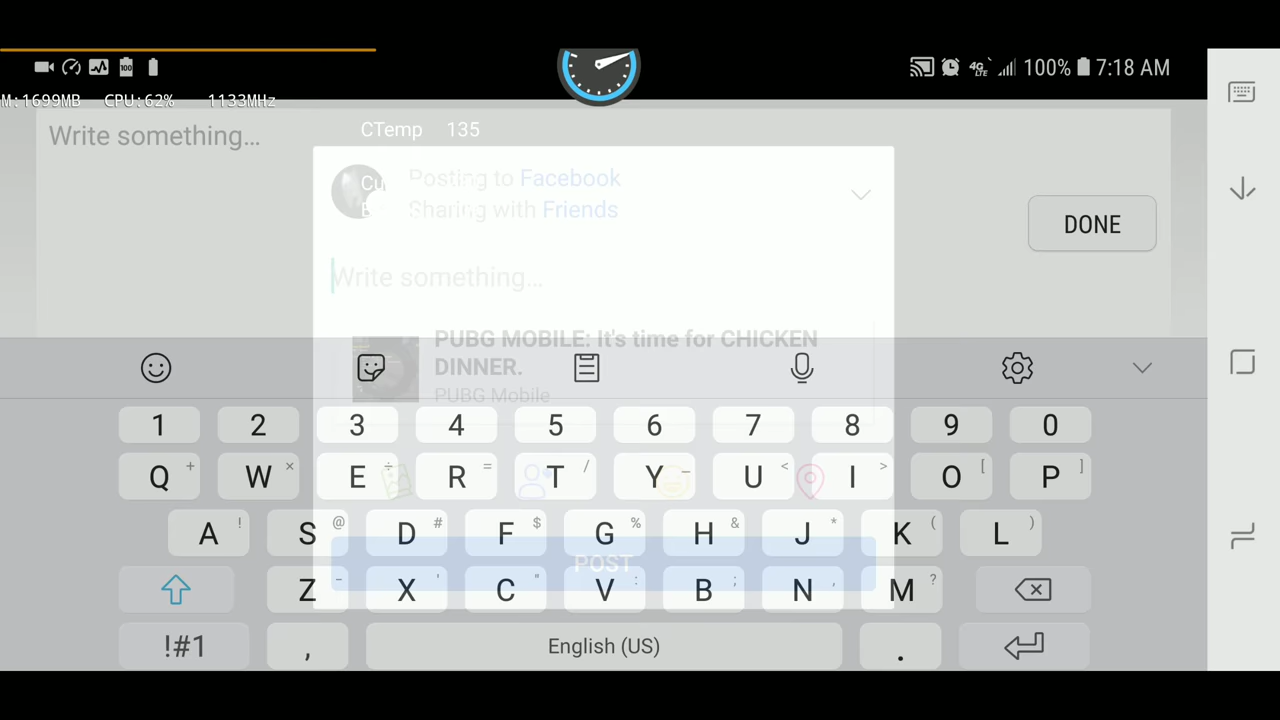 100% 7:18 AM
M:1699MB CPU:62% 1133MHz
Write something...
CTemp 135
Posting to Facebook
Sharing with Friends
DONE
Write something...
PUBG MOBILE: It's time for CHICKEN
DINNER.
PUBG Mobile
1 2 3 4 5 6 7 8 9 0
Q + W × E ÷ R = T / Y _ U < I > O [ P ]
A ! S @ D # F $ G % H & J * K ( L )
POST
Z - X ' C " V : B ; N , M ?
!#1 , English (US) .